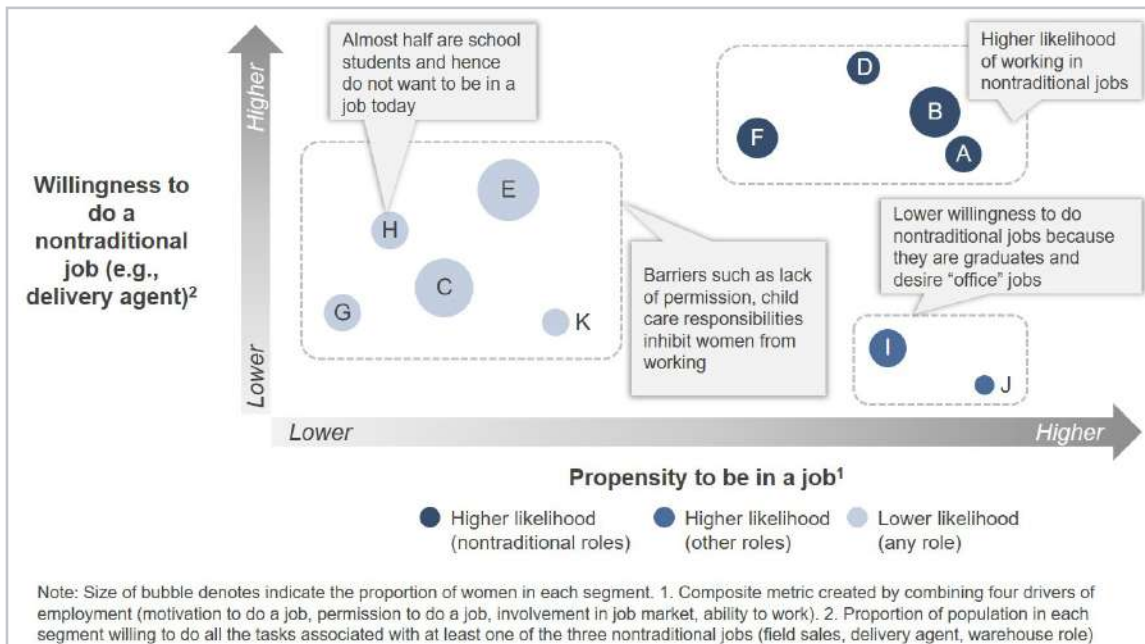 Higher
Lower
Willingness to
do a
nontraditional
job (e.g.,
delivery agent)2
Almost half are school
students and hence
do not want to be in a
job today
D
B
F
A
Higher likelihood
of working in
nontraditional jobs
E
H
C
G
K
Barriers such as lack
of permission, child
care responsibilities
inhibit women from
working
Lower willingness to do
nontraditional jobs because
they are graduates and
desire “office” jobs
I
J
Lower
Higher
Propensity to be in a job1
Higher likelihood
(nontraditional roles)
Higher likelihood
(other roles)
Lower likelihood
(any role)
Note: Size of bubble denotes indicate the proportion of women in each segment. 1. Composite metric created by combining four drivers of
employment (motivation to do a job, permission to do a job, involvement in job market, ability to work). 2. Proportion of population in each
segment willing to do all the tasks associated with at least one of the three nontraditional jobs (field sales, delivery agent, warehouse role)